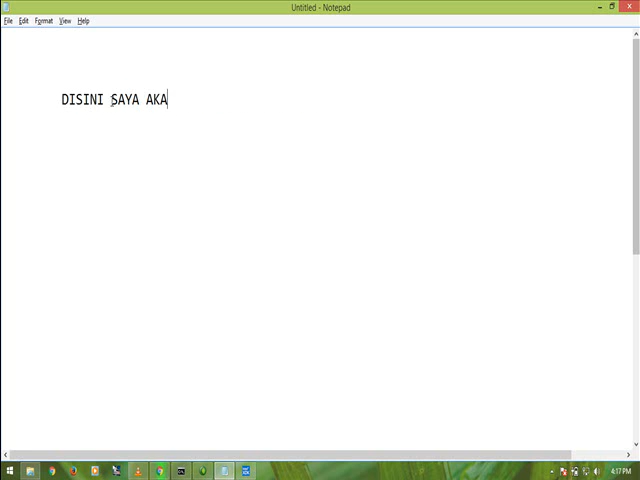 Untitled - Notepad
File Edit Format View Help
DISINI SAYA AKA
4:17 PM